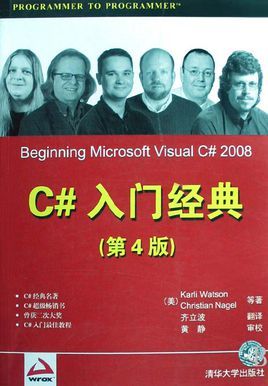 PROGRAMMER TO PROGRAMMER™
Beginning Microsoft Visual C# 2008
C# 入门经典
(第4版)
(美) Karli Watson 等著
Christian Nagel
齐立波 翻译
黄静 审校
• C# 经典名著
• C# 超级畅销书
• 曾获二次大奖
• C# 入门最佳教程
wrox
清华大学出版社